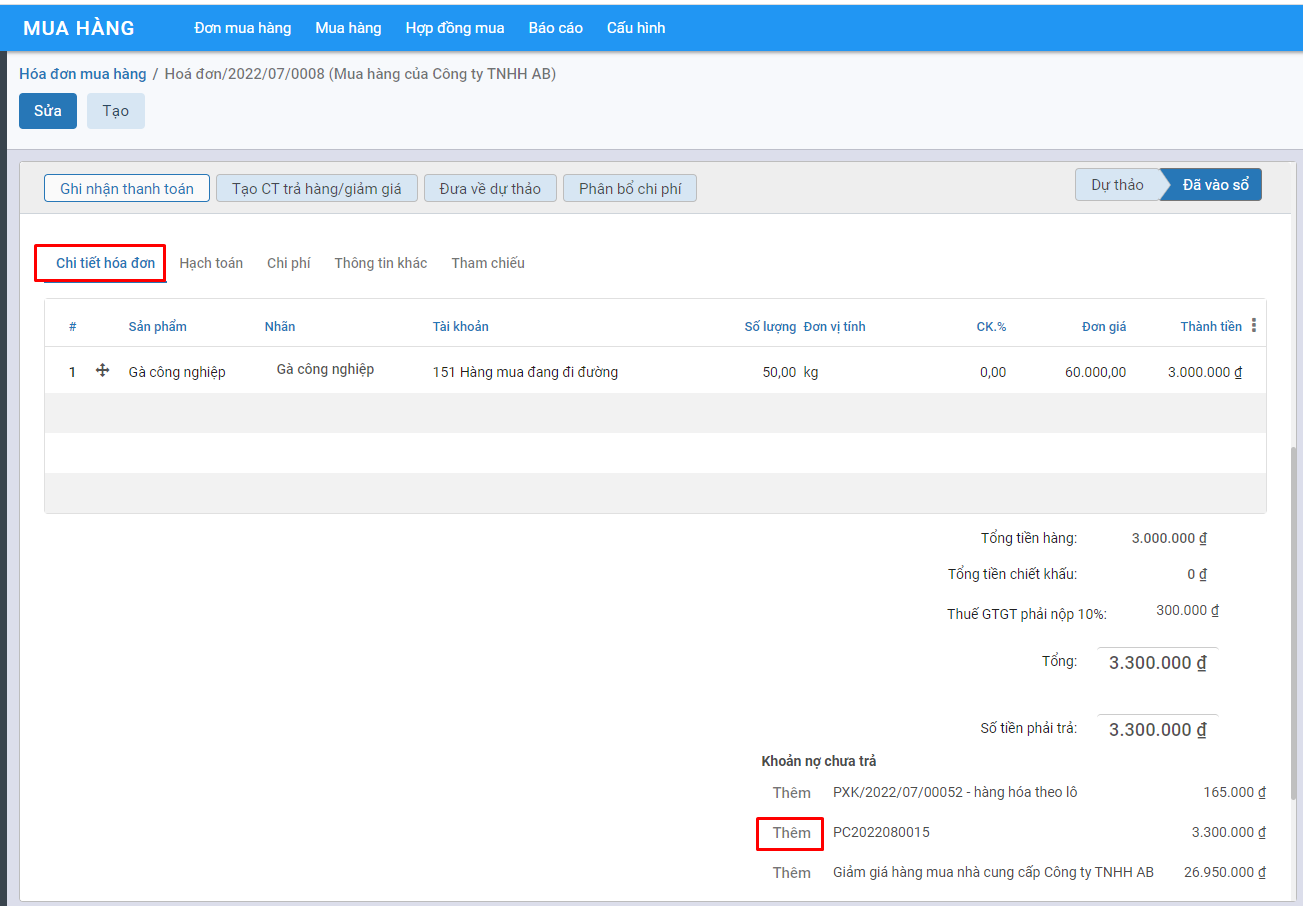 MUA HÀNG Đơn mua hàng Mua hàng Hợp đồng mua Báo cáo Cấu hình
Hóa đơn mua hàng / Hoá đơn/2022/07/0008 (Mua hàng của Công ty TNHH AB)
Sửa Tạo
Ghi nhận thanh toán Tạo CT trả hàng/giảm giá Đưa về dự thảo Phân bổ chi phí Dự thảo Đã vào sổ
Chi tiết hóa đơn Hạch toán Chi phí Thông tin khác Tham chiếu
# Sản phẩm Nhãn Tài khoản Số lượng Đơn vị tính CK.% Đơn giá Thành tiền
1 Gà công nghiệp Gà công nghiệp 151 Hàng mua đang đi đường 50,00 kg 0,00 60.000,00 3.000.000 ₫
Tổng tiền hàng: 3.000.000 ₫
Tổng tiền chiết khấu: 0 ₫
Thuế GTGT phải nộp 10%: 300.000 ₫
Tổng: 3.300.000 ₫
Số tiền phải trả: 3.300.000 ₫
Khoản nợ chưa trả
Thêm PXK/2022/07/00052 - hàng hóa theo lô 165.000 ₫
Thêm PC2022080015 3.300.000 ₫
Thêm Giảm giá hàng mua nhà cung cấp Công ty TNHH AB 26.950.000 ₫